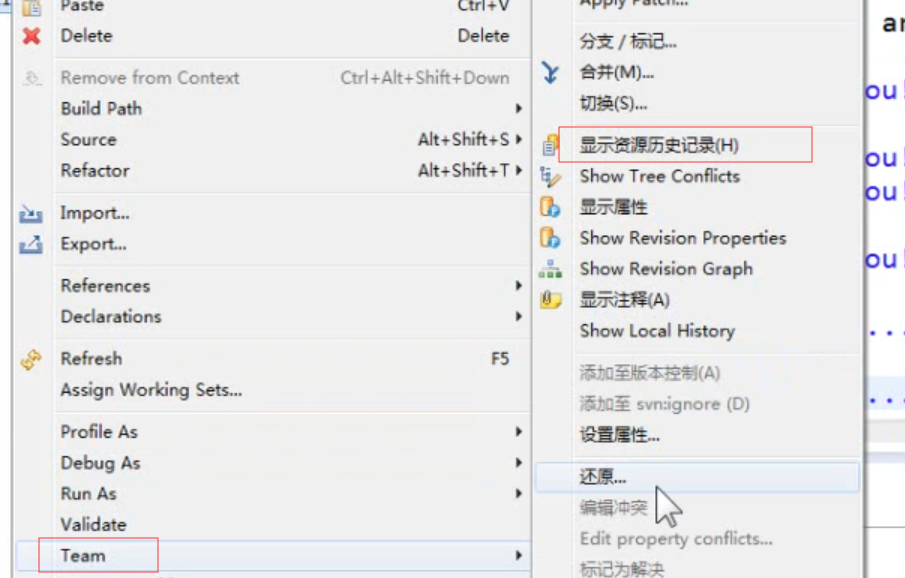 Paste Ctrl+V
Delete Delete
Remove from Context Ctrl+Alt+Shift+Down
Build Path
Source Alt+Shift+S
Refactor Alt+Shift+T
Import...
Export...
References
Declarations
Refresh F5
Assign Working Sets...
Profile As
Debug As
Run As
Validate
Team
Apply Patch...
分支 / 标记...
合并(M)...
切换(S)...
显示资源历史记录(H)
Show Tree Conflicts
显示属性
Show Revision Properties
Show Revision Graph
显示注释(A)
Show Local History
添加至版本控制(A)
添加至 svn:ignore (D)
设置属性...
还原...
编辑冲突
Edit property conflicts...
标记为解决
ou!
ou!
ou!
ou!